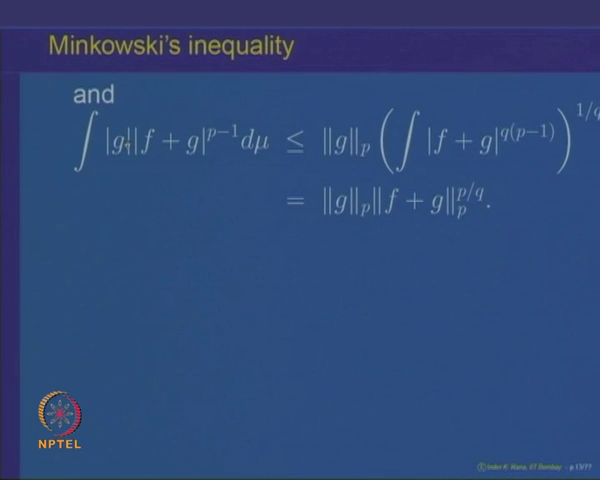 Minkowski's inequality
and
∫ |g||f + g|^{p−1}dμ ≤ ‖g‖_p (∫ |f + g|^{q(p−1)})^{1/q}
= ‖g‖_p‖f + g‖_p^{p/q}.
NPTEL